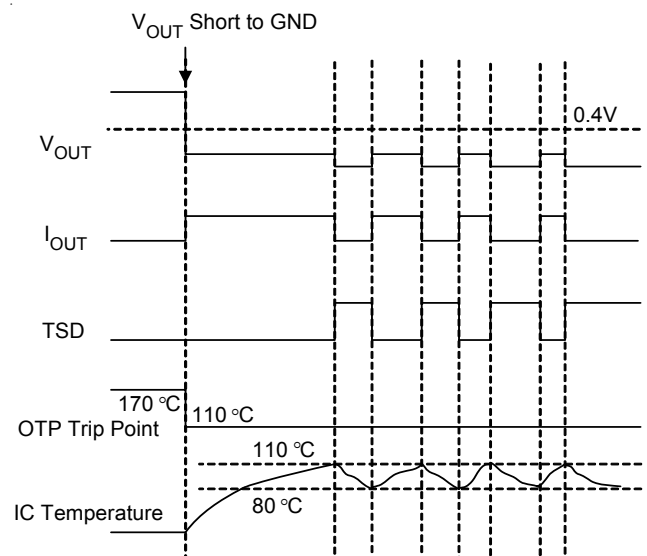 VOUT Short to GND
0.4V
VOUT
IOUT
TSD
170 °C
110 °C
OTP Trip Point
110 °C
80 °C
IC Temperature